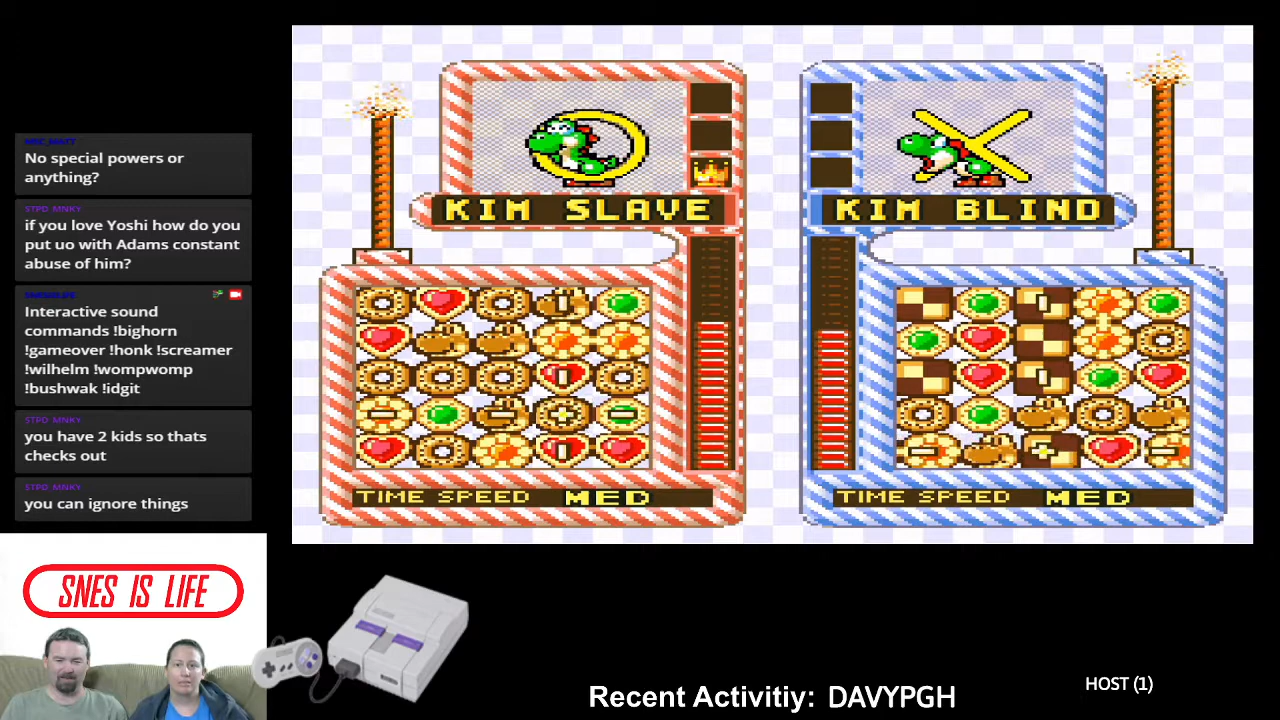 No special powers or
anything?
STPD_MNKY
if you love Yoshi how do you
put uo with Adams constant
abuse of him?
Interactive sound
commands !bighorn
!gameover !honk !screamer
!wilhelm !wompwomp
!bushwak !idgit
STPD_MNKY
you have 2 kids so thats
checks out
STPD_MNKY
you can ignore things
SNES IS LIFE
KIM SLAVE
KIM BLIND
TIME SPEED MED
TIME SPEED MED
Recent Activitiy: DAVYPGH
HOST (1)